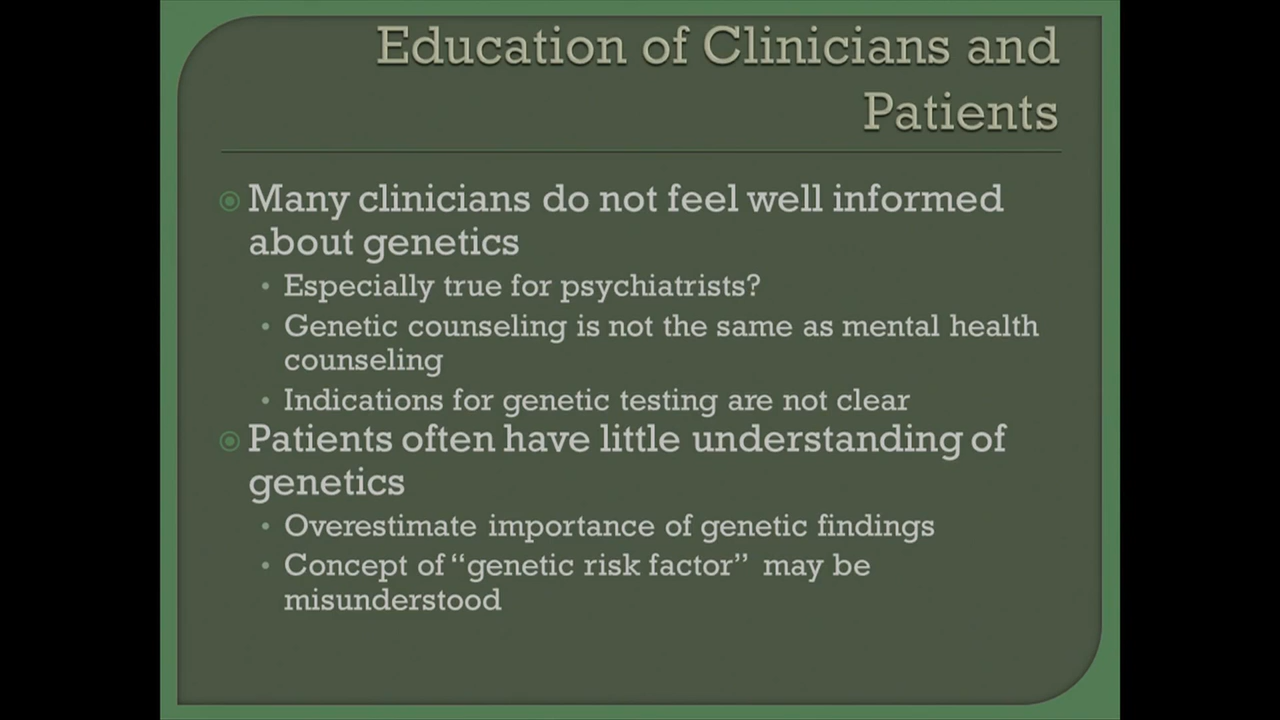 Education of Clinicians and
Patients
Many clinicians do not feel well informed
about genetics
• Especially true for psychiatrists?
• Genetic counseling is not the same as mental health
counseling
• Indications for genetic testing are not clear
Patients often have little understanding of
genetics
• Overestimate importance of genetic findings
• Concept of “genetic risk factor” may be
misunderstood